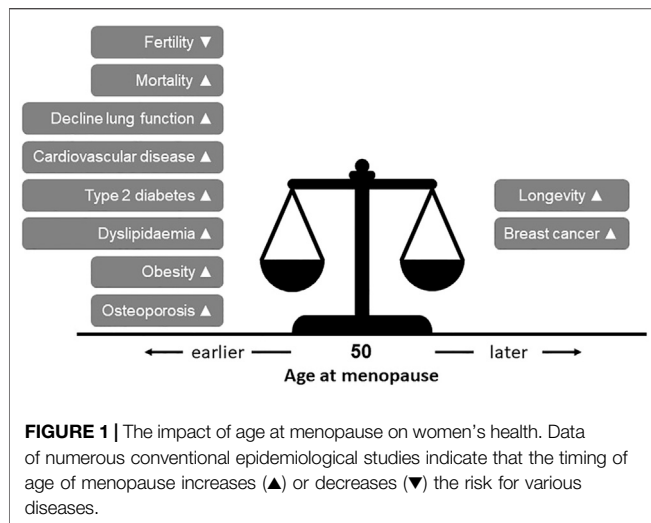 Fertility ▼
Mortality ▲
Decline lung function ▲
Cardiovascular disease ▲
Type 2 diabetes ▲
Dyslipidaemia ▲
Obesity ▲
Osteoporosis ▲
Longevity ▲
Breast cancer ▲
← earlier — 50 — later →
Age at menopause
FIGURE 1 | The impact of age at menopause on women's health. Data
of numerous conventional epidemiological studies indicate that the timing of
age of menopause increases (▲) or decreases (▼) the risk for various
diseases.